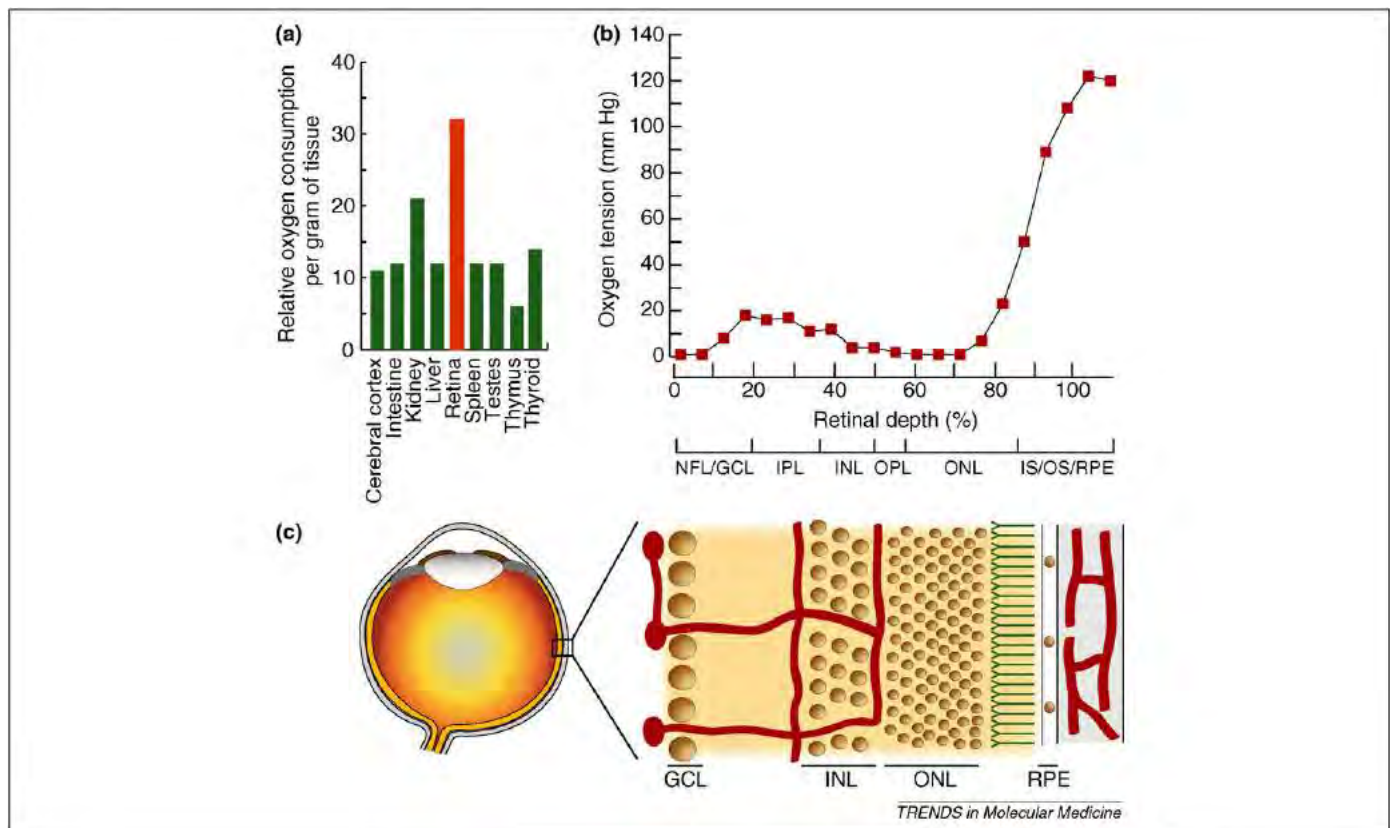 (a)
Relative oxygen consumption
per gram of tissue
40
30
20
10
0
Cerebral cortex
Intestine
Kidney
Liver
Retina
Spleen
Testes
Thymus
Thyroid
(b)
Oxygen tension (mm Hg)
140
120
100
80
60
40
20
0
0 20 40 60 80 100
Retinal depth (%)
NFL/GCL IPL INL OPL ONL IS/OS/RPE
(c)
GCL INL ONL RPE
TRENDS in Molecular Medicine